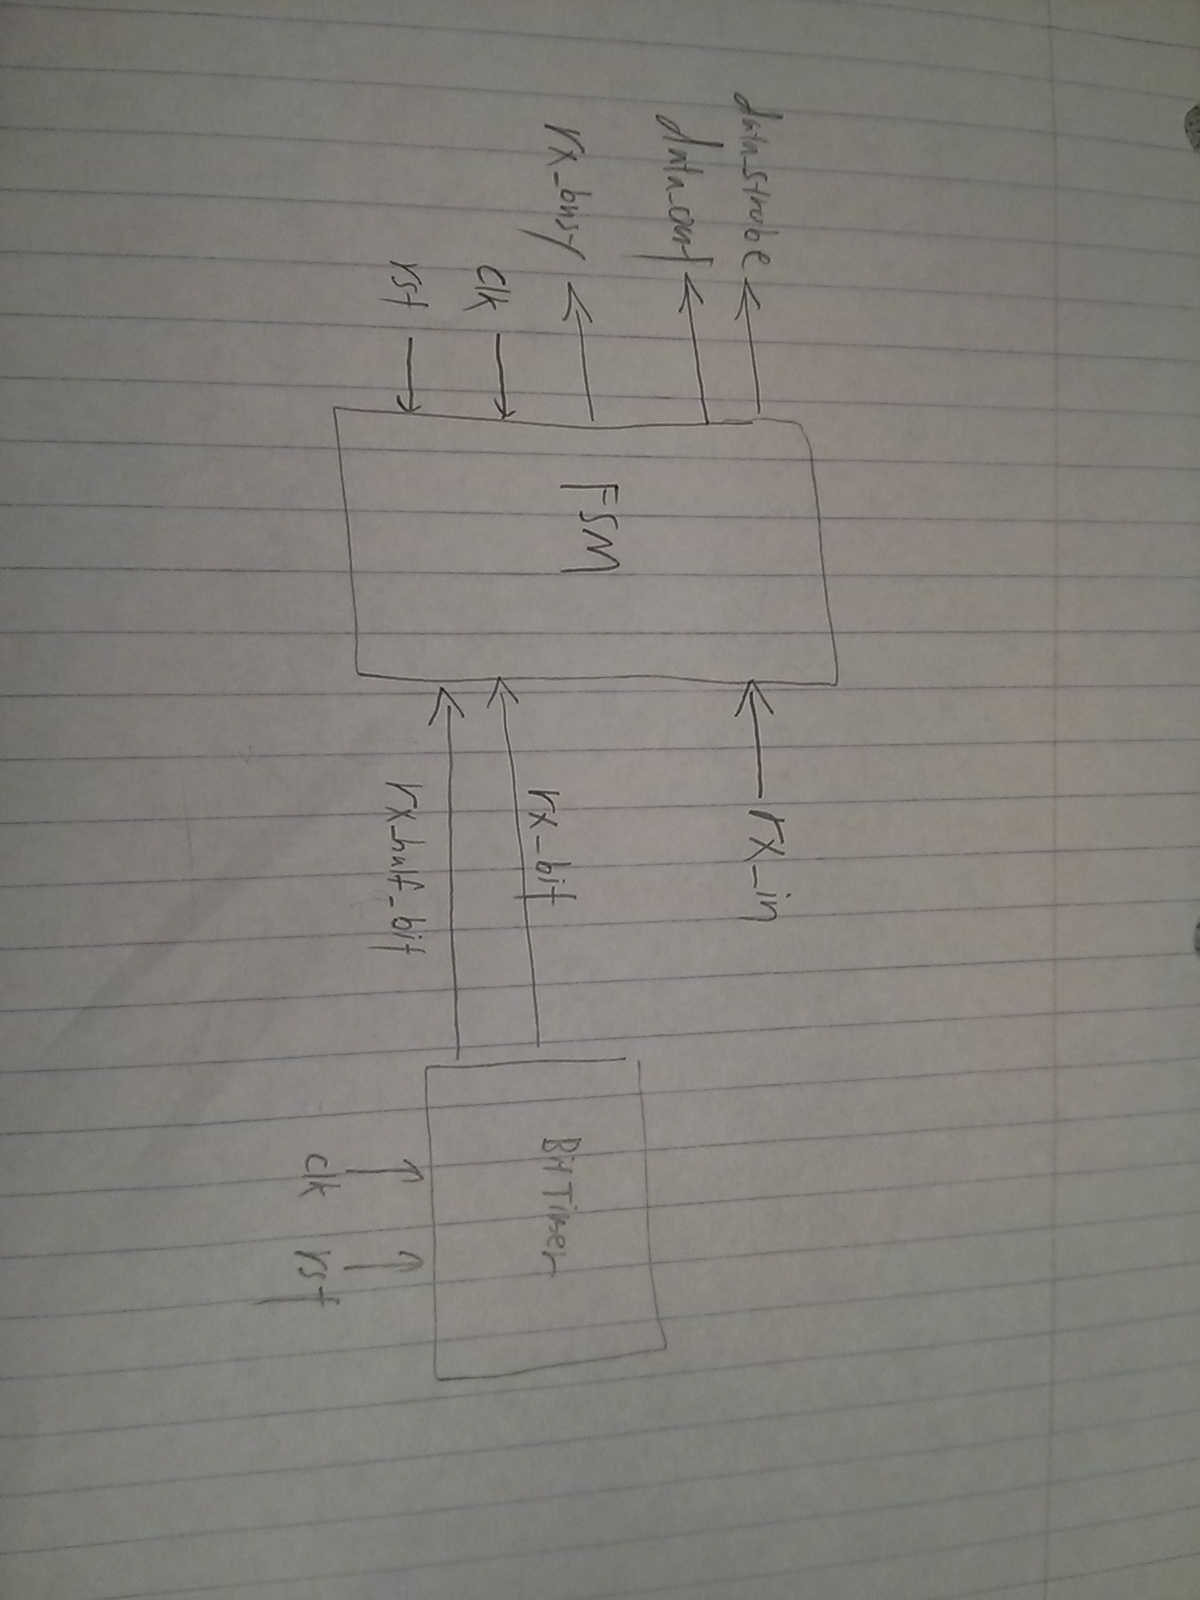 data_strobe
data_out
rx_busy
clk
rst
FSM
rx_in
rx_bit
rx_half_bit
Bit Timer
clk
rst